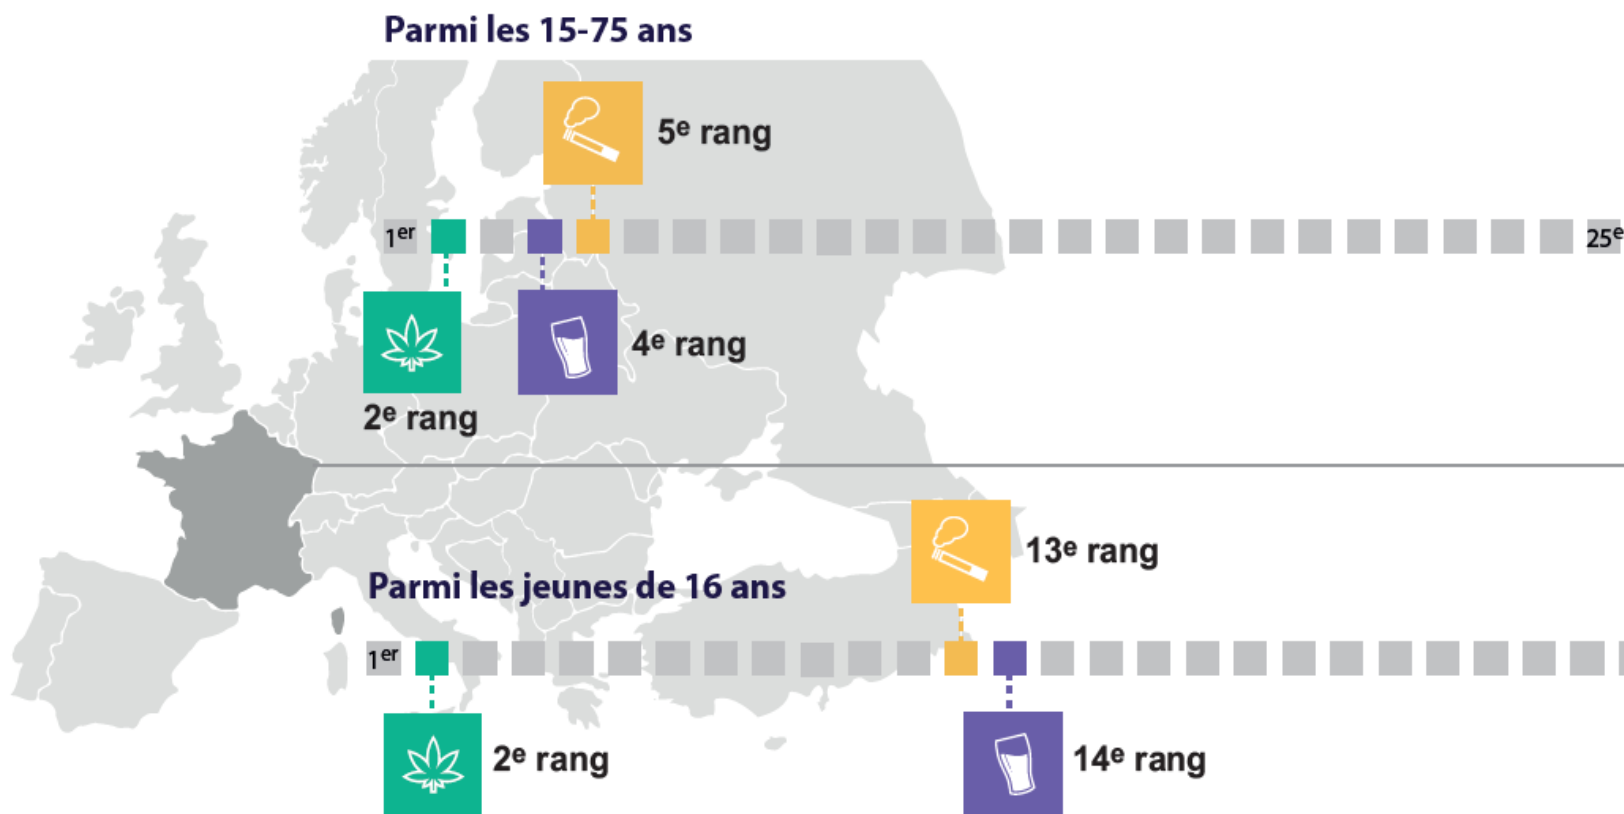 Parmi les 15-75 ans
5e rang
1er
25e
4e rang
2e rang
13e rang
Parmi les jeunes de 16 ans
1er
2e rang
14e rang